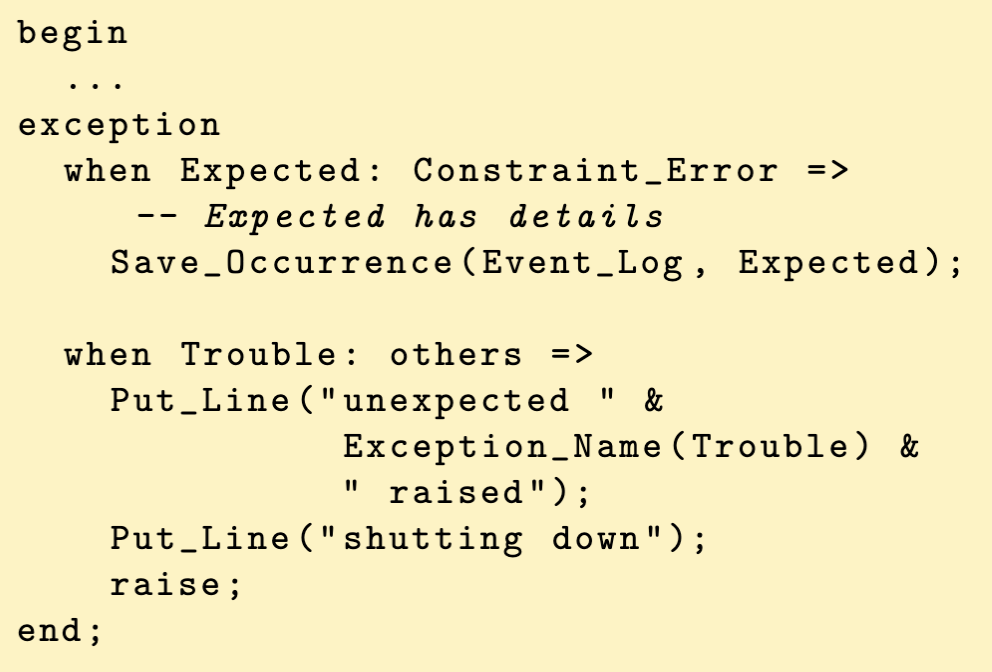 begin
  ...
exception
  when Expected: Constraint_Error =>
     -- Expected has details
    Save_Occurrence(Event_Log, Expected);

  when Trouble: others =>
    Put_Line("unexpected " &
              Exception_Name(Trouble) &
              " raised");
    Put_Line("shutting down");
    raise;
end;